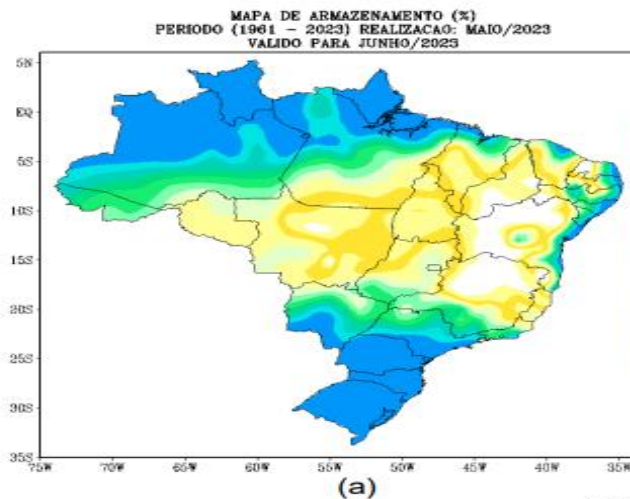 MAPA DE ARMAZENAMENTO (%)
PERIODO (1961 - 2023) REALIZACAO: MAIO/2023
VALIDO PARA JUNHO/2023
5N
EQ
5S
10S
15S
20S
25S
30S
35S
75W 70W 65W 60W 55W 50W 45W 40W 35W
(a)